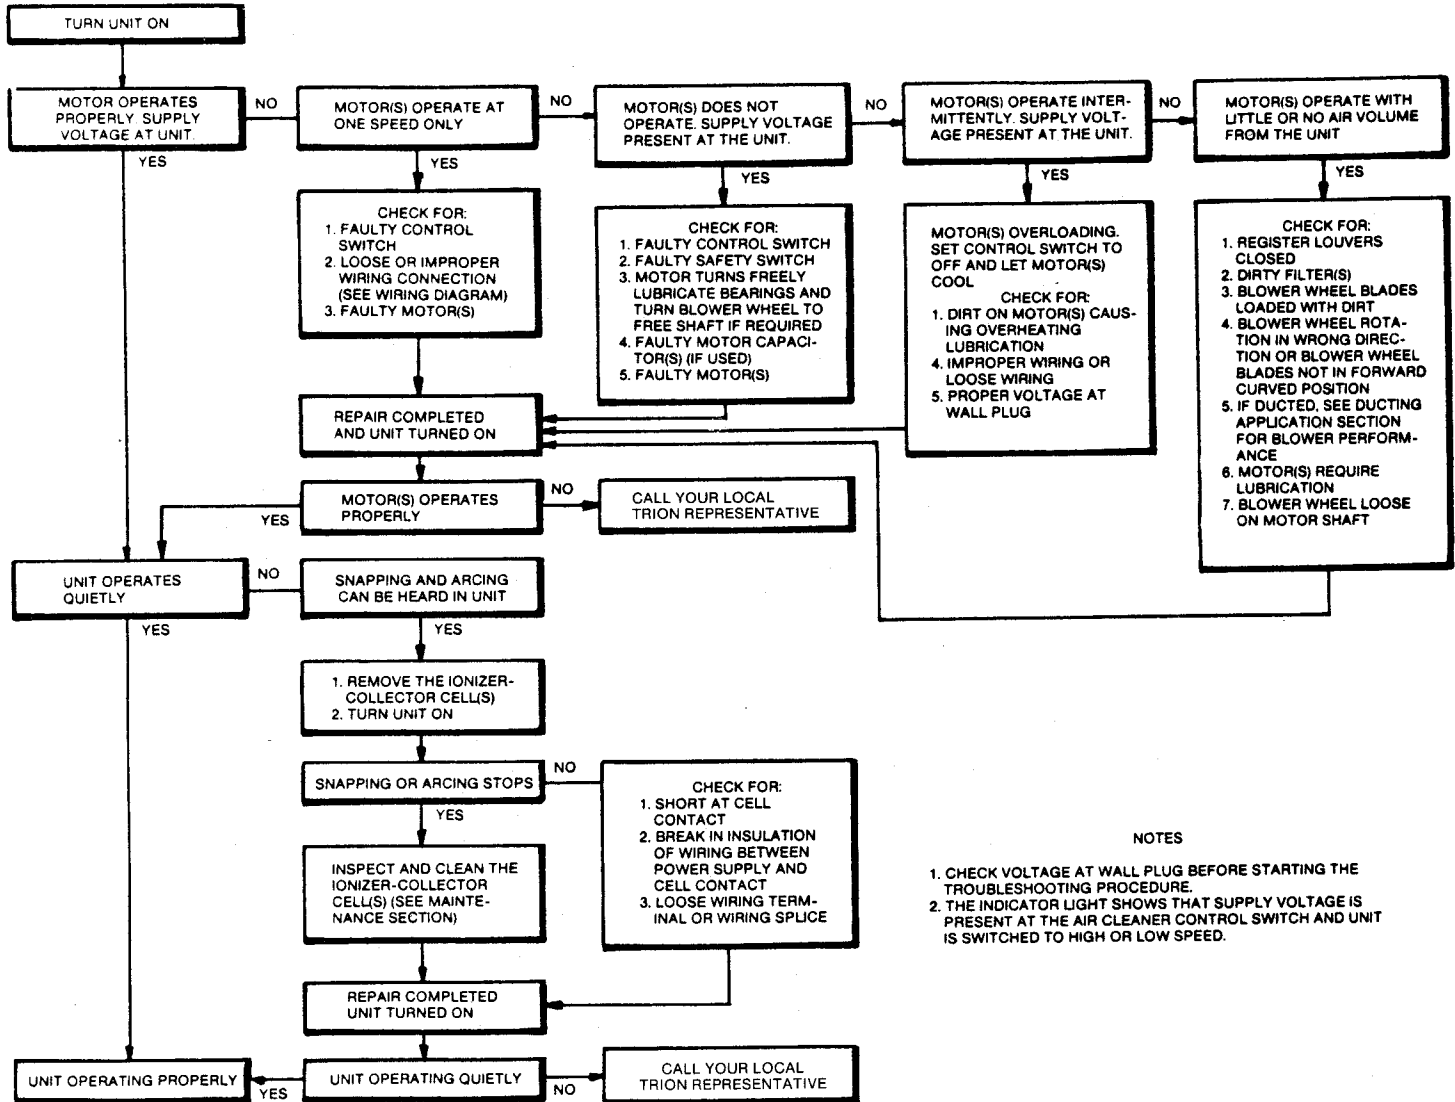 TURN UNIT ON
MOTOR OPERATES
PROPERLY. SUPPLY
VOLTAGE AT UNIT.
NO
YES
MOTOR(S) OPERATE AT
ONE SPEED ONLY
NO
YES
MOTOR(S) DOES NOT
OPERATE. SUPPLY VOLTAGE
PRESENT AT THE UNIT.
NO
YES
MOTOR(S) OPERATE INTER-
MITTENTLY. SUPPLY VOLT-
AGE PRESENT AT THE UNIT.
NO
YES
MOTOR(S) OPERATE WITH
LITTLE OR NO AIR VOLUME
FROM THE UNIT
YES
CHECK FOR:
1. FAULTY CONTROL
SWITCH
2. LOOSE OR IMPROPER
WIRING CONNECTION
(SEE WIRING DIAGRAM)
3. FAULTY MOTOR(S)
CHECK FOR:
1. FAULTY CONTROL SWITCH
2. FAULTY SAFETY SWITCH
3. MOTOR TURNS FREELY
LUBRICATE BEARINGS AND
TURN BLOWER WHEEL TO
FREE SHAFT IF REQUIRED
4. FAULTY MOTOR CAPACI-
TOR(S) (IF USED)
5. FAULTY MOTOR(S)
MOTOR(S) OVERLOADING.
SET CONTROL SWITCH TO
OFF AND LET MOTOR(S)
COOL
CHECK FOR:
1. DIRT ON MOTOR(S) CAUS-
ING OVERHEATING
LUBRICATION
4. IMPROPER WIRING OR
LOOSE WIRING
5. PROPER VOLTAGE AT
WALL PLUG
CHECK FOR:
1. REGISTER LOUVERS
CLOSED
2. DIRTY FILTER(S)
3. BLOWER WHEEL BLADES
LOADED WITH DIRT
4. BLOWER WHEEL ROTA-
TION IN WRONG DIREC-
TION OR BLOWER WHEEL
BLADES NOT IN FORWARD
CURVED POSITION
5. IF DUCTED, SEE DUCTING
APPLICATION SECTION
FOR BLOWER PERFORM-
ANCE
6. MOTOR(S) REQUIRE
LUBRICATION
7. BLOWER WHEEL LOOSE
ON MOTOR SHAFT
REPAIR COMPLETED
AND UNIT TURNED ON
MOTOR(S) OPERATES
PROPERLY
YES
NO
CALL YOUR LOCAL
TRION REPRESENTATIVE
UNIT OPERATES
QUIETLY
NO
YES
SNAPPING AND ARCING
CAN BE HEARD IN UNIT
YES
1. REMOVE THE IONIZER-
COLLECTOR CELL(S)
2. TURN UNIT ON
SNAPPING OR ARCING STOPS
NO
YES
CHECK FOR:
1. SHORT AT CELL
CONTACT
2. BREAK IN INSULATION
OF WIRING BETWEEN
POWER SUPPLY AND
CELL CONTACT
3. LOOSE WIRING TERM-
INAL OR WIRING SPLICE
INSPECT AND CLEAN THE
IONIZER-COLLECTOR
CELL(S) (SEE MAINTE-
NANCE SECTION)
REPAIR COMPLETED
UNIT TURNED ON
UNIT OPERATING PROPERLY
YES
UNIT OPERATING QUIETLY
NO
CALL YOUR LOCAL
TRION REPRESENTATIVE
NOTES
1. CHECK VOLTAGE AT WALL PLUG BEFORE STARTING THE
TROUBLESHOOTING PROCEDURE.
2. THE INDICATOR LIGHT SHOWS THAT SUPPLY VOLTAGE IS
PRESENT AT THE AIR CLEANER CONTROL SWITCH AND UNIT
IS SWITCHED TO HIGH OR LOW SPEED.